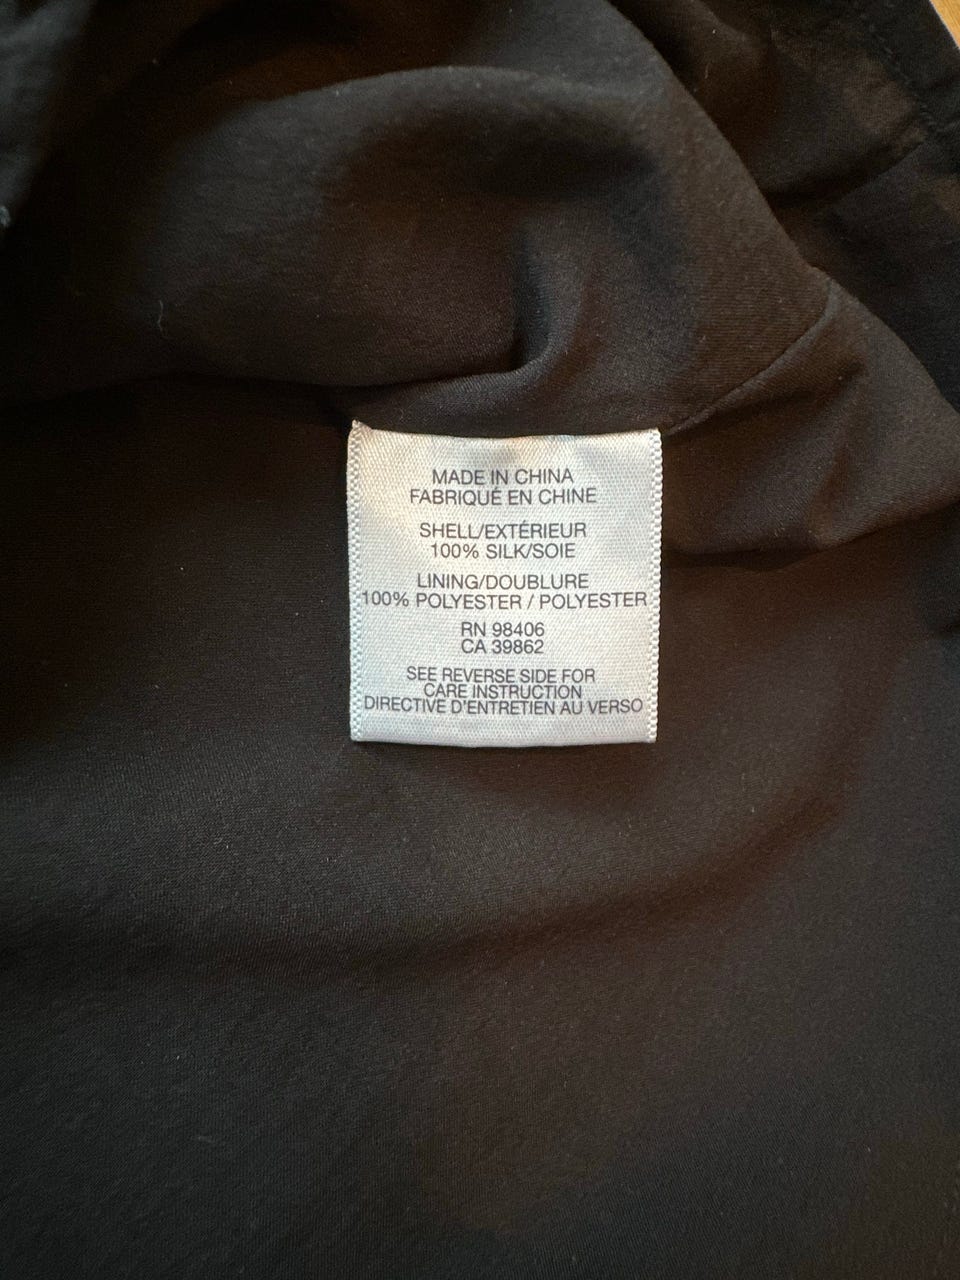 MADE IN CHINA
FABRIQUÉ EN CHINE
SHELL/EXTÉRIEUR
100% SILK/SOIE
LINING/DOUBLURE
100% POLYESTER / POLYESTER
RN 98406
CA 39862
SEE REVERSE SIDE FOR
CARE INSTRUCTION
DIRECTIVE D'ENTRETIEN AU VERSO